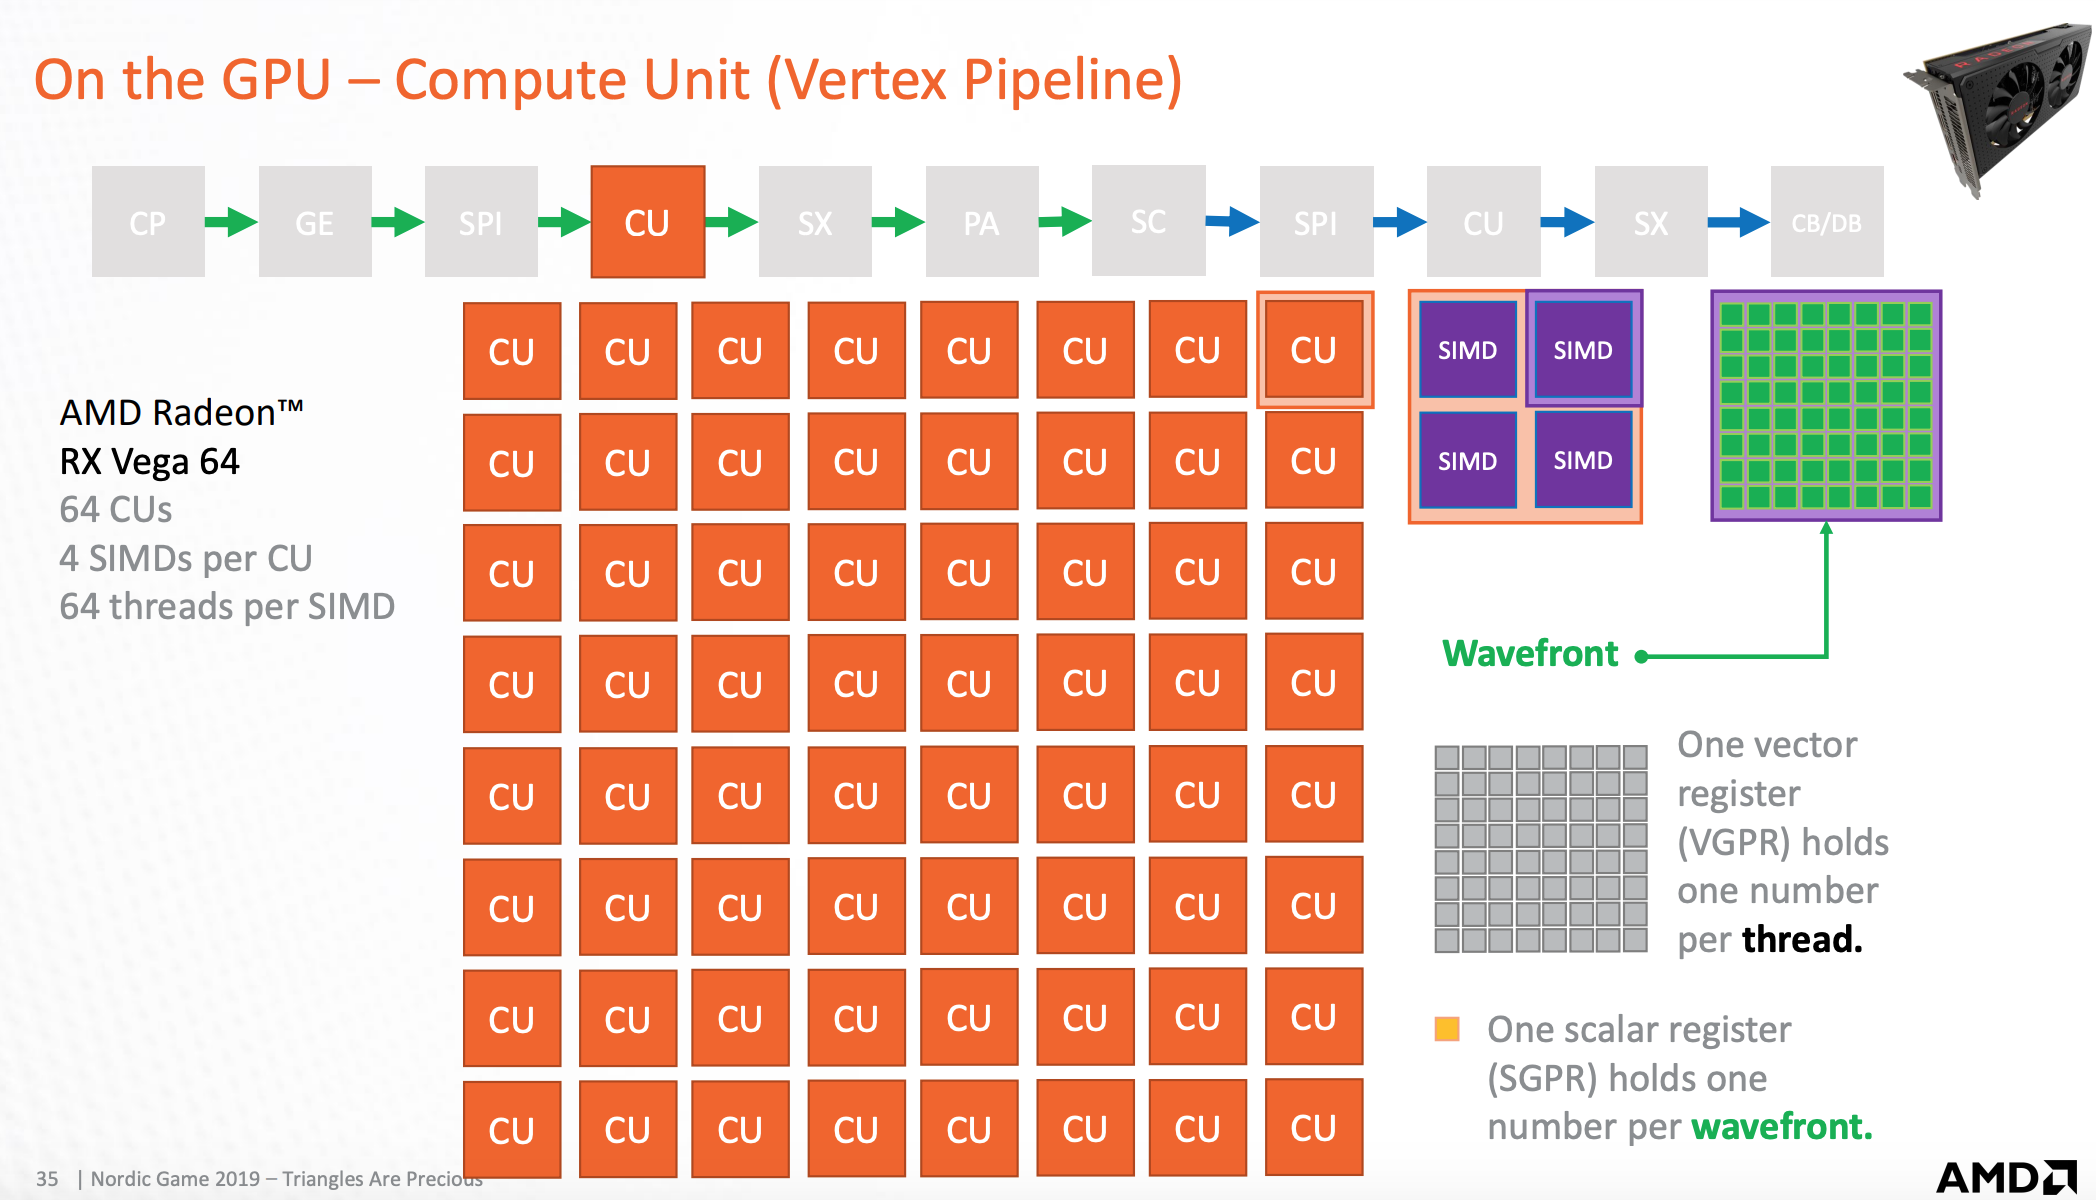 On the GPU – Compute Unit (Vertex Pipeline)
CP GE SPI CU SX PA SC SPI CU SX CB/DB
AMD Radeon™
RX Vega 64
64 CUs
4 SIMDs per CU
64 threads per SIMD
CU CU CU CU CU CU CU CU
CU CU CU CU CU CU CU CU
CU CU CU CU CU CU CU CU
CU CU CU CU CU CU CU CU
CU CU CU CU CU CU CU CU
CU CU CU CU CU CU CU CU
CU CU CU CU CU CU CU CU
CU CU CU CU CU CU CU CU
SIMD SIMD
SIMD SIMD
Wavefront
One vector
register
(VGPR) holds
one number
per thread.
One scalar register
(SGPR) holds one
number per wavefront.
35 | Nordic Game 2019 – Triangles Are Precious
AMD
RADEON